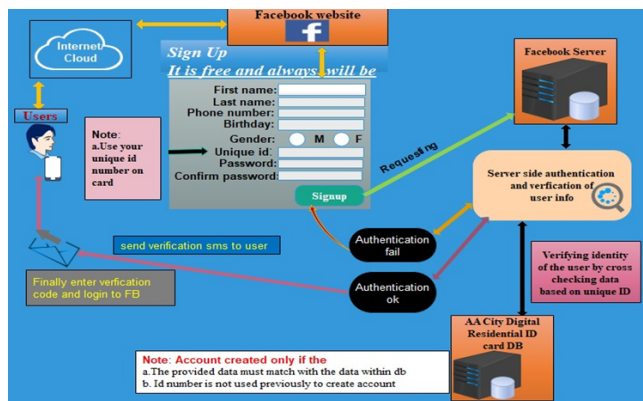 Facebook website
f
Internet
Cloud
Sign Up
It is free and always will be
Facebook Server
Users
Note:
a.Use your
unique id
number on
card
First name:
Last name:
Phone number:
Birthday:
Gender:
M
F
Unique id:
Password:
Confirm password:
Signup
Requesting
Server side authentication
and verfication of
user info
Authentication
fail
send verification sms to user
Finally enter verfication
code and login to FB
Authentication
ok
Verifying identity
of the user by cross
checking data
based on unique ID
AA City Digital
Residential ID
card DB
Note: Account created only if the
a.The provided data must match with the data within db
b. Id number is not used previously to create account